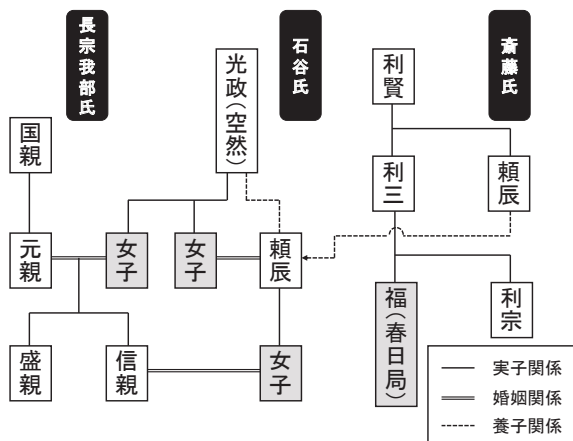 長宗我部氏
石谷氏
斎藤氏
国親
光政（空然）
利賢
利三
頼辰
元親
女子
女子
頼辰
福（春日局）
利宗
盛親
信親
女子
実子関係
婚姻関係
養子関係